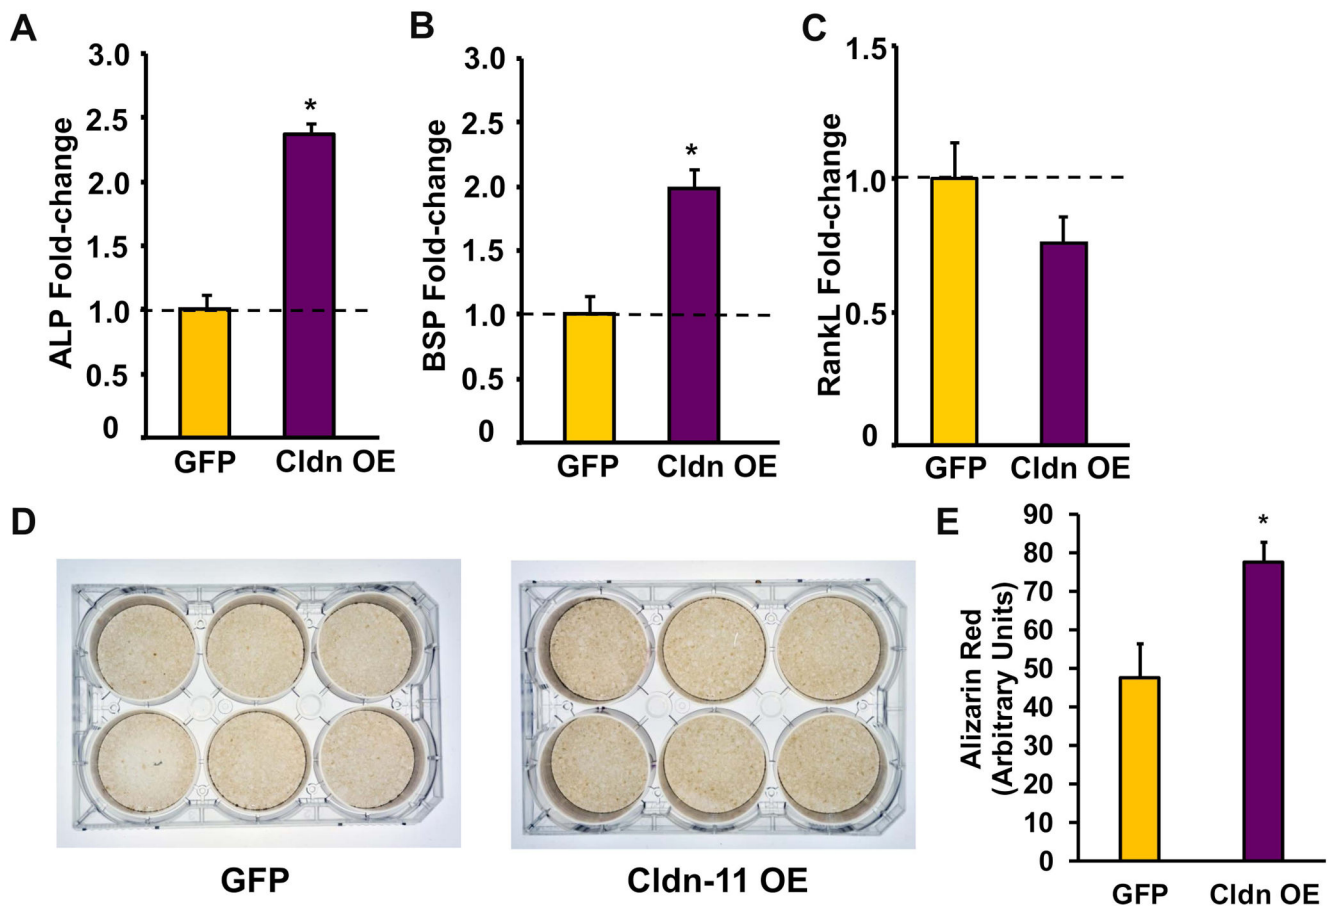 A
ALP Fold-change
3.0
2.5
2.0
1.5
1.0
0.5
0
*
GFP
Cldn OE
B
BSP Fold-change
3.0
2.5
2.0
1.5
1.0
0.5
0
*
GFP
Cldn OE
C
RankL Fold-change
1.5
1.0
0.5
0
GFP
Cldn OE
D
GFP
Cldn-11 OE
E
Alizarin Red
(Arbitrary Units)
90
80
70
60
50
40
30
20
10
0
*
GFP
Cldn OE